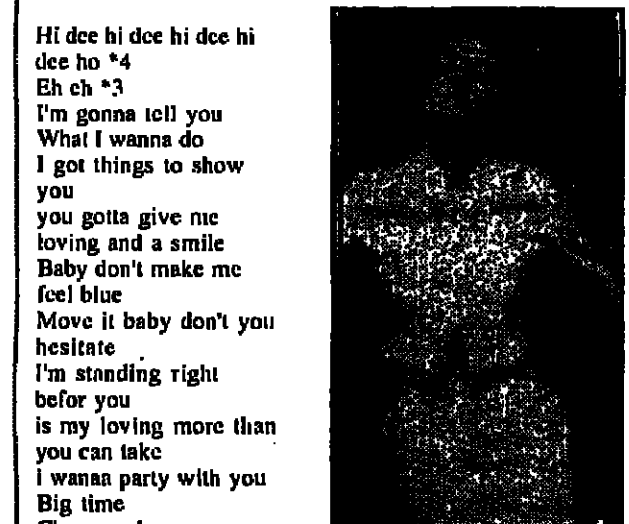 Hi dee hi dee hi dee hi
dee ho *4
Eh eh *3
I'm gonna tell you
What I wanna do
I got things to show
you
you gotta give me
loving and a smile
Baby don't make me
feel blue
Move it baby don't you
hesitate
I'm standing right
befor you
is my loving more than
you can take
i wanna party with you
Big time